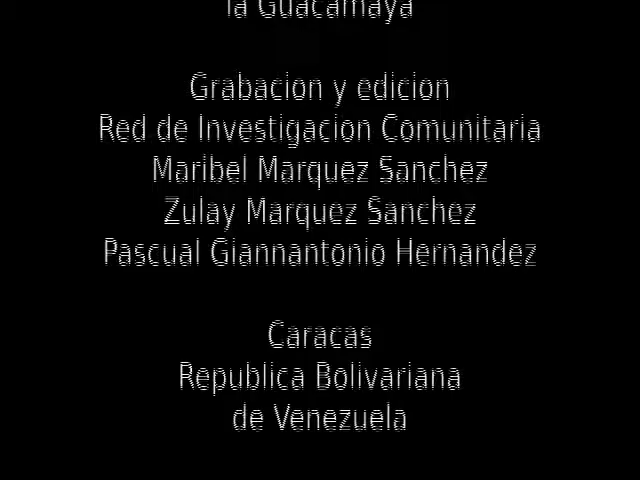 la Guacamaya
Grabacion y edicion
Red de Investigacion Comunitaria
Maribel Marquez Sanchez
Zulay Marquez Sanchez
Pascual Giannantonio Hernandez
Caracas
Republica Bolivariana
de Venezuela